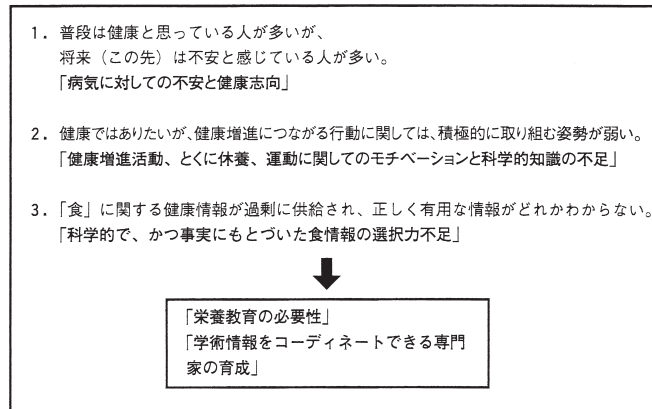 １．普段は健康と思っている人が多いが、
将来（この先）は不安と感じている人が多い。
「病気に対しての不安と健康志向」
２．健康ではありたいが、健康増進につながる行動に関しては、積極的に取り組む姿勢が弱い。
「健康増進活動、とくに休養、運動に関してのモチベーションと科学的知識の不足」
３．「食」に関する健康情報が過剰に供給され、正しく有用な情報がどれかわからない。
「科学的で、かつ事実にもとづいた食情報の選択力不足」
「栄養教育の必要性」
「学術情報をコーディネートできる専門
家の育成」